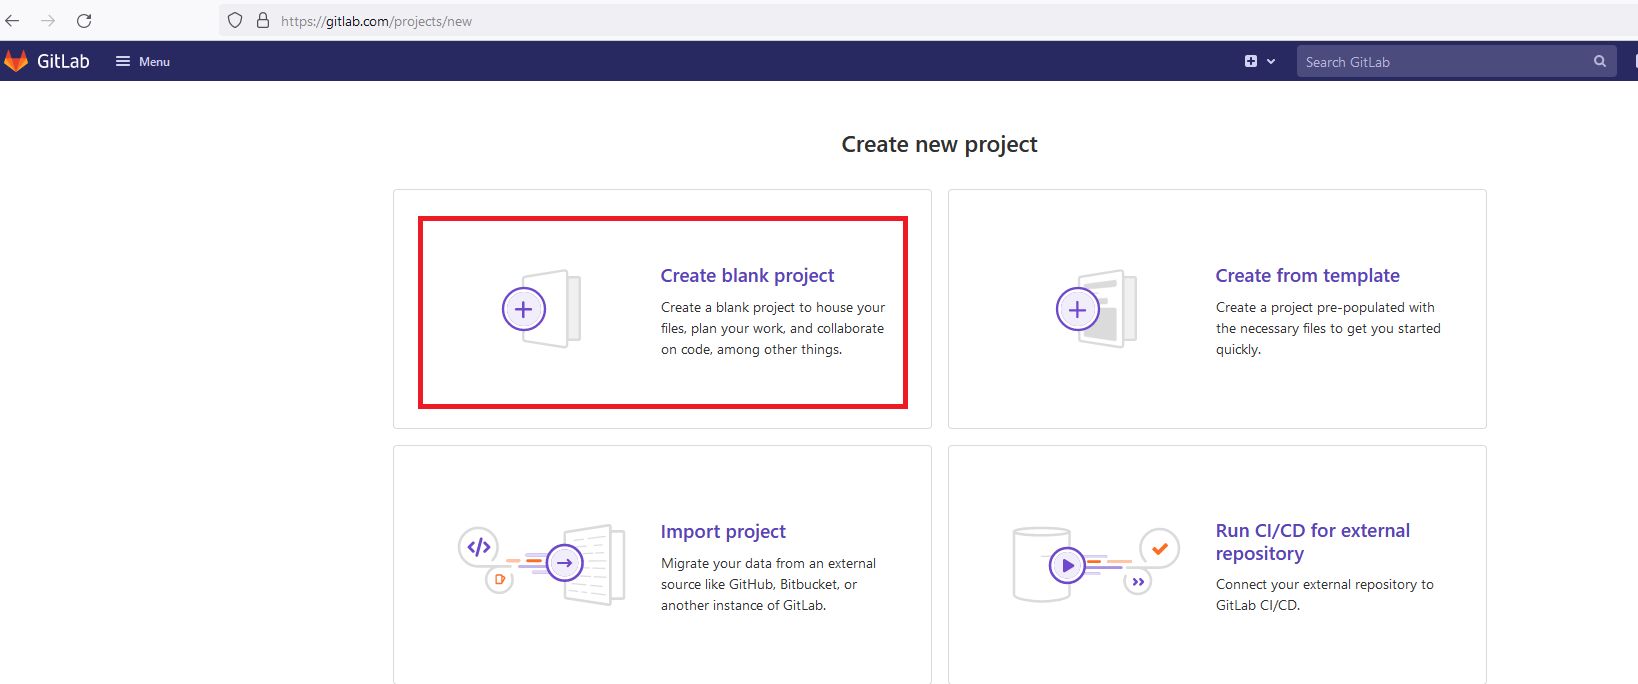 https://gitlab.com/projects/new
GitLab
Menu
Search GitLab
Create new project
Create blank project
Create a blank project to house your
files, plan your work, and collaborate
on code, among other things.
Create from template
Create a project pre-populated with
the necessary files to get you started
quickly.
Import project
Migrate your data from an external
source like GitHub, Bitbucket, or
another instance of GitLab.
Run CI/CD for external
repository
Connect your external repository to
GitLab CI/CD.